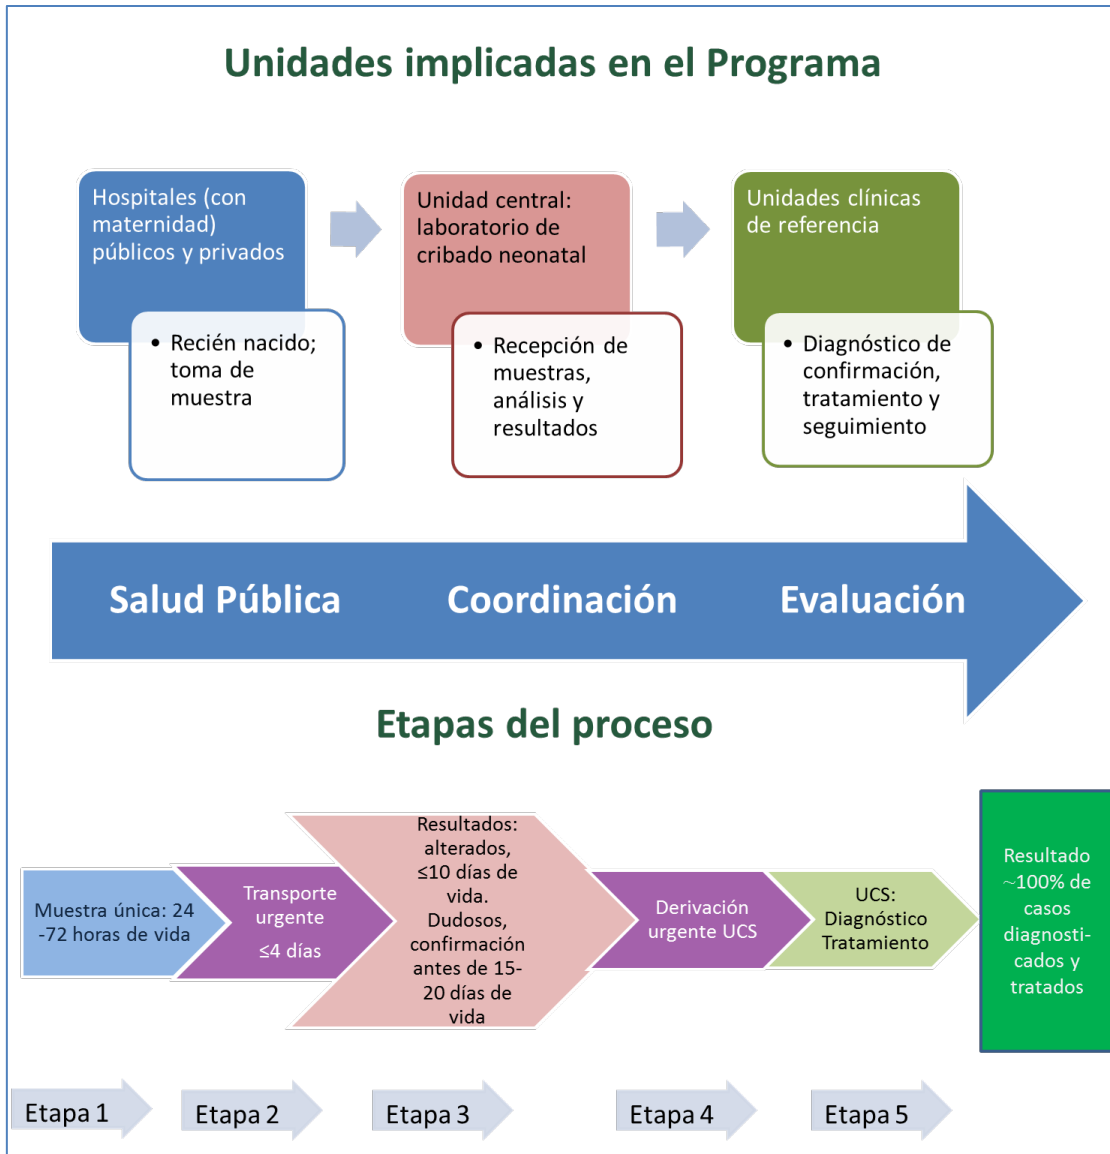 Unidades implicadas en el Programa
Hospitales (con
maternidad)
públicos y privados
• Recién nacido;
toma de
muestra
Unidad central:
laboratorio de
cribado neonatal
• Recepción de
muestras,
análisis y
resultados
Unidades clínicas
de referencia
• Diagnóstico de
confirmación,
tratamiento y
seguimiento
Salud Pública
Coordinación
Evaluación
Etapas del proceso
Muestra única: 24
-72 horas de vida
Transporte
urgente
≤4 días
Resultados:
alterados,
≤10 días de
vida.
Dudosos,
confirmación
antes de 15-
20 días de
vida
Derivación
urgente UCS
UCS:
Diagnóstico
Tratamiento
Resultado
~100% de
casos
diagnosti-
cados y
tratados
Etapa 1
Etapa 2
Etapa 3
Etapa 4
Etapa 5